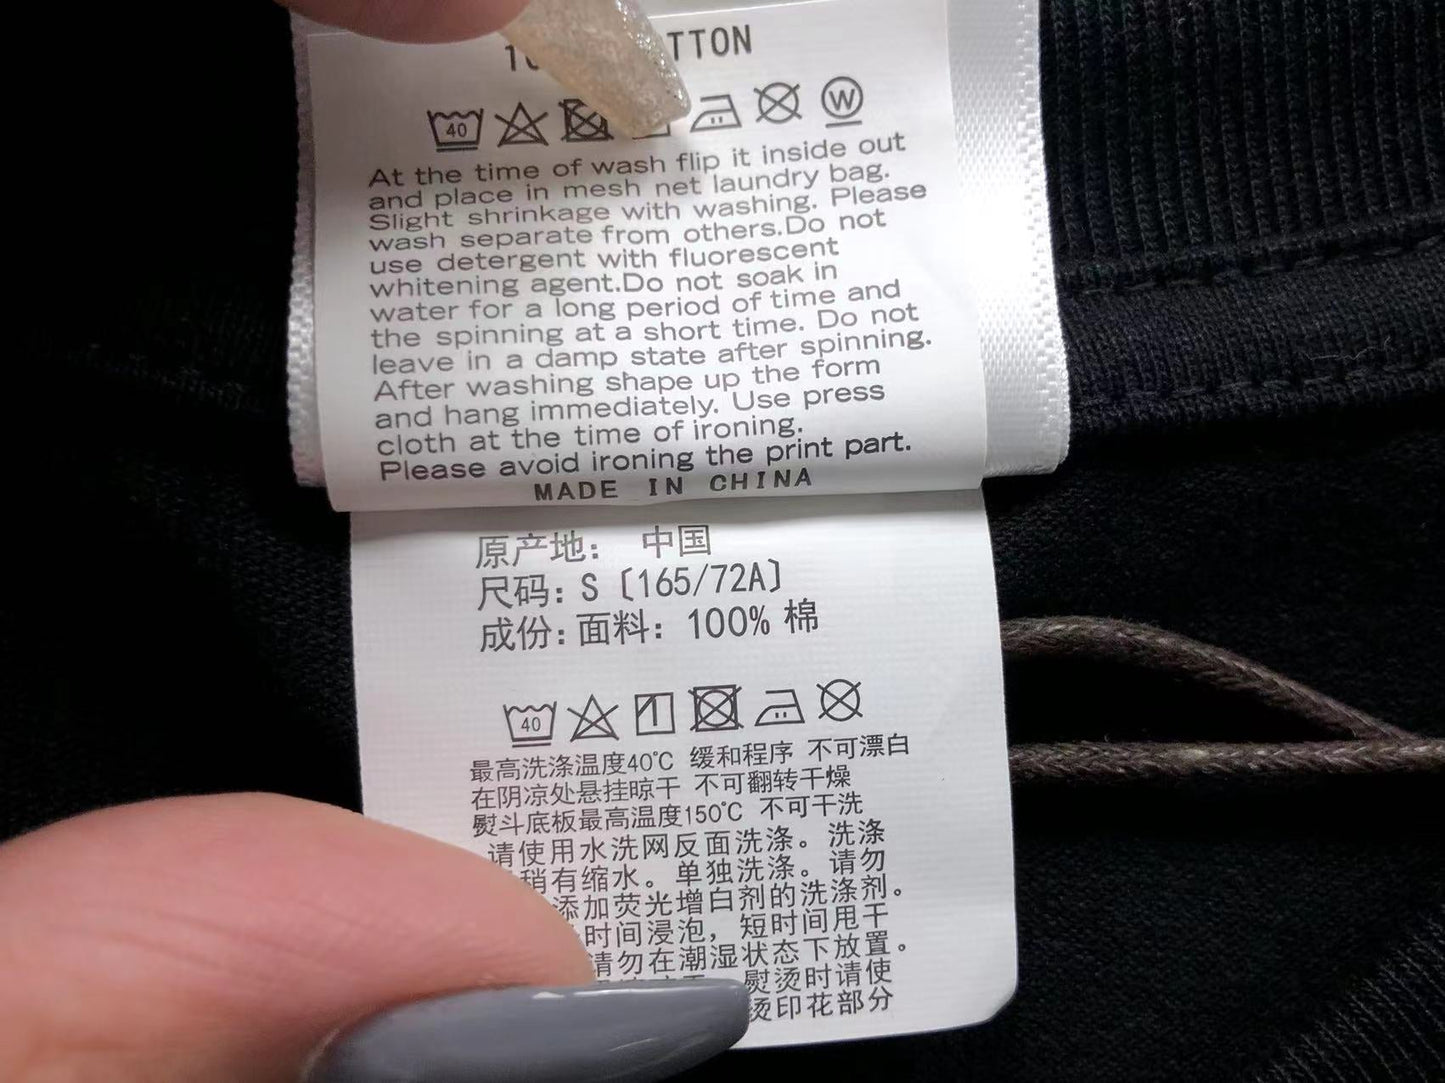 TTON
40
W
At the time of wash flip it inside out
and place in mesh net laundry bag.
Slight shrinkage with washing. Please
wash separate from others.Do not
use detergent with fluorescent
whitening agent.Do not soak in
water for a long period of time and
the spinning at a short time. Do not
leave in a damp state after spinning.
After washing shape up the form
and hang immediately. Use press
cloth at the time of ironing.
Please avoid ironing the print part.
MADE IN CHINA
原产地： 中国
尺码：S〔165/72A〕
成份：面料：100% 棉
40
最高洗涤温度40℃ 缓和程序 不可漂白
在阴凉处悬挂晾干 不可翻转干燥
熨斗底板最高温度150℃ 不可干洗
请使用水洗网反面洗涤。洗涤
稍有缩水。单独洗涤。请勿
添加荧光增白剂的洗涤剂。
时间浸泡，短时间甩干
请勿在潮湿状态下放置。
熨烫时请使
烫印花部分